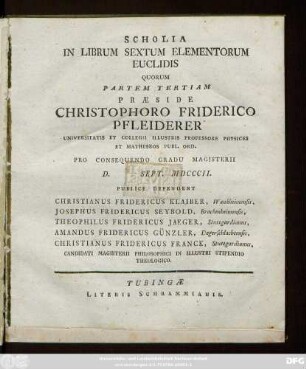 SCHOLIA
IN LIBRUM SEXTUM ELEMENTORUM
EUCLIDIS
QUORUM
PARTEM TERTIAM
PRÆSIDE
CHRISTOPHORO FRIDERICO
PFLEIDERER
UNIVERSITATIS ET COLLEGII ILLUSTRIS PROFESSORE PHYSICES
ET MATHESEOS PUBL. ORD.
PRO CONSEQUENDO GRADU MAGISTERII
D. SEPT. MDCCCII.
PUBLICE DEFENDENT
CHRISTIANUS FRIDERICUS KLAIBER,
JOSEPHUS FRIDERICUS SEYBOLD,
THEOPHILUS FRIDERICUS JAEGER, Stuttgardianus,
AMANDUS FRIDERICUS GÜNZLER,
CHRISTIANUS FRIDERICUS FRANCK, Stuttgardianus,
CANDIDATI MAGISTERII PHILOSOPHICI IN ILLUSTRI STIPENDIO
THEOLOGICO.
TUBINGÆ
LITERIS SCHRAMMIANIS.